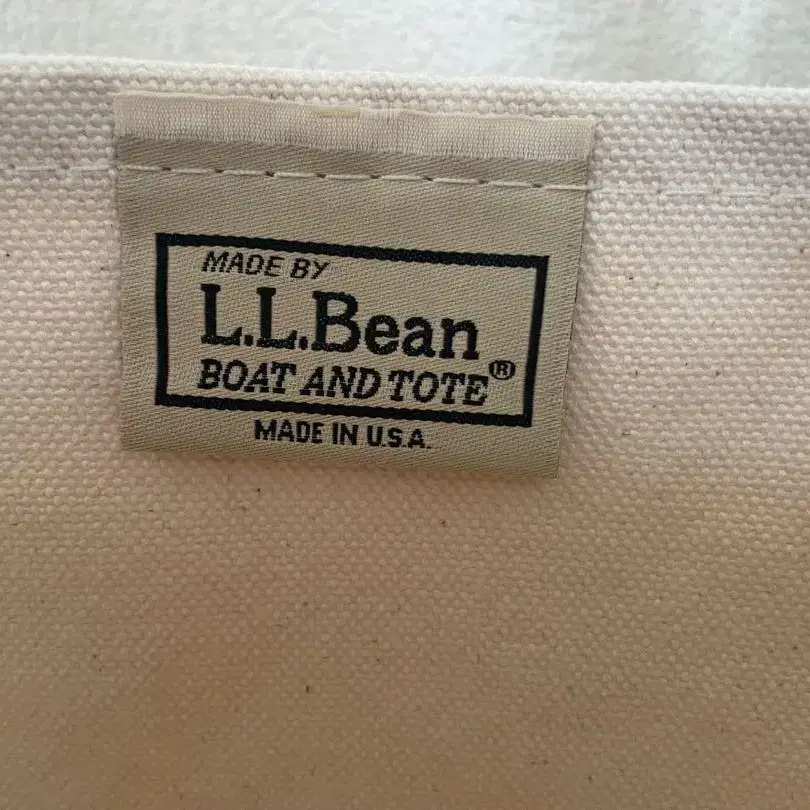 MADE BY
L.L.Bean
BOAT AND TOTE®
MADE IN U.S.A.